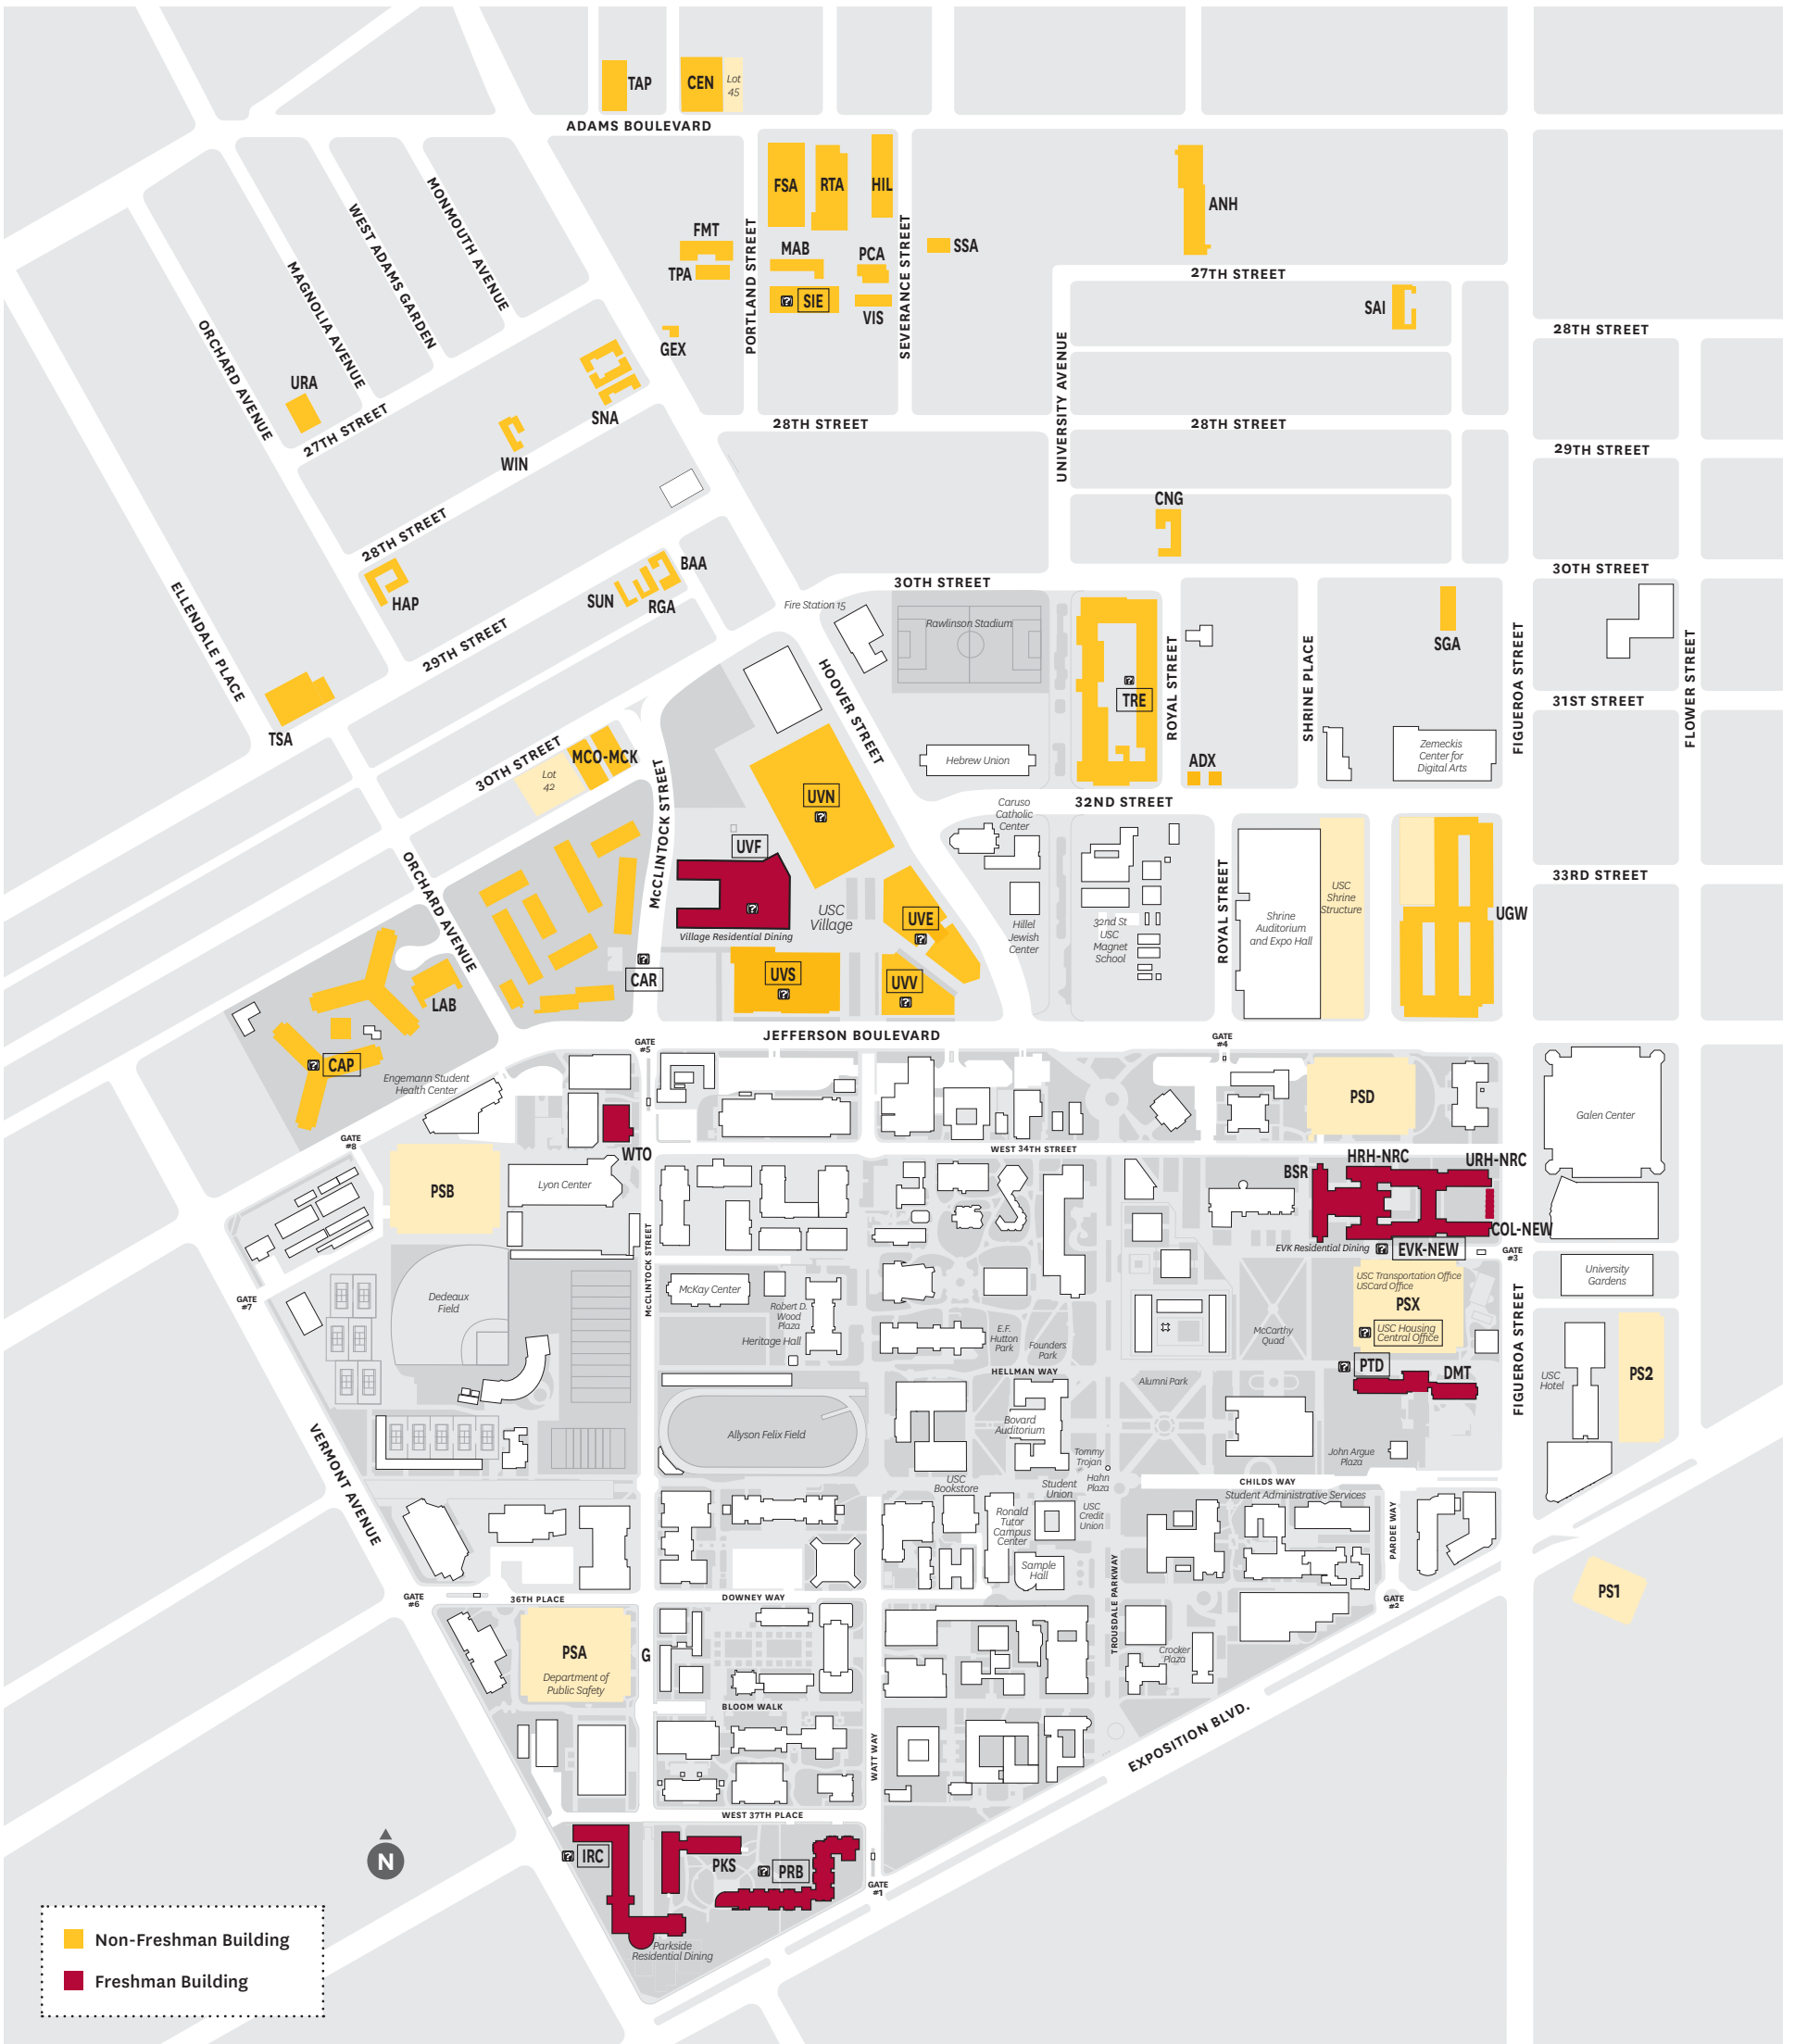 TAP
CEN
Lot
45
ADAMS BOULEVARD
MONMOUTH AVENUE
WEST ADAMS GARDEN
MAGNOLIA AVENUE
ORCHARD AVENUE
FSA
RTA
HIL
ANH
FMT
TPA
MAB
PCA
SSA
SIE
VIS
PORTLAND STREET
SEVERANCE STREET
27TH STREET
SAI
28TH STREET
GEX
URA
SNA
27TH STREET
WIN
28TH STREET
UNIVERSITY AVENUE
28TH STREET
29TH STREET
CNG
28TH STREET
BAA
SUN
RGA
HAP
29TH STREET
ELLENDALE PLACE
TSA
Fire Station 15
30TH STREET
Rawlinson Stadium
TRE
ROYAL STREET
SHRINE PLACE
SGA
FIGUEROA STREET
30TH STREET
31ST STREET
FLOWER STREET
HOOVER STREET
Hebrew Union
ADX
Zemeckis
Center for
Digital Arts
30TH STREET
MCO-MCK
Lot
42
McCLINTOCK STREET
UVN
32ND STREET
Caruso
Catholic
Center
UVF
Village Residential Dining
USC
Village
UVE
UVS
UVV
Hillel
Jewish
Center
32nd St
USC
Magnet
School
ROYAL STREET
Shrine
Auditorium
and Expo Hall
USC
Shrine
Structure
UGW
33RD STREET
ORCHARD AVENUE
LAB
CAR
CAP
JEFFERSON BOULEVARD
Engemann Student
Health Center
GATE
#5
GATE
#4
PSD
Galen Center
GATE
#8
WTO
WEST 34TH STREET
PSB
Lyon Center
BSR
HRH-NRC
URH-NRC
COL-NEW
EVK Residential Dining
EVK-NEW
GATE
#3
GATE
#7
Dedeaux
Field
McCLINTOCK STREET
McKay Center
Robert D.
Wood
Plaza
Heritage Hall
E.F.
Hutton
Park
Founders
Park
McCarthy
Quad
USC Transportation Office
USCard Office
PSX
USC Housing
Central Office
University
Gardens
FIGUEROA STREET
HELLMAN WAY
Alumni Park
PTD
DMT
USC
Hotel
PS2
Allyson Felix Field
Bovard
Auditorium
Tommy
Trojan
Hahn
Plaza
John Argue
Plaza
VERMONT AVENUE
CHILDS WAY
USC
Bookstore
Student
Union
Student Administrative Services
Ronald
Tutor
Campus
Center
USC
Credit
Union
Sample
Hall
PARDEE WAY
TROUSDALE PARKWAY
GATE
#6
36TH PLACE
DOWNEY WAY
GATE
#2
PS1
PSA
Department of
Public Safety
G
Crocker
Plaza
BLOOM WALK
WATT WAY
EXPOSITION BLVD.
WEST 37TH PLACE
N
IRC
PKS
PRB
GATE
#1
Parkside
Residential Dining
Non-Freshman Building
Freshman Building